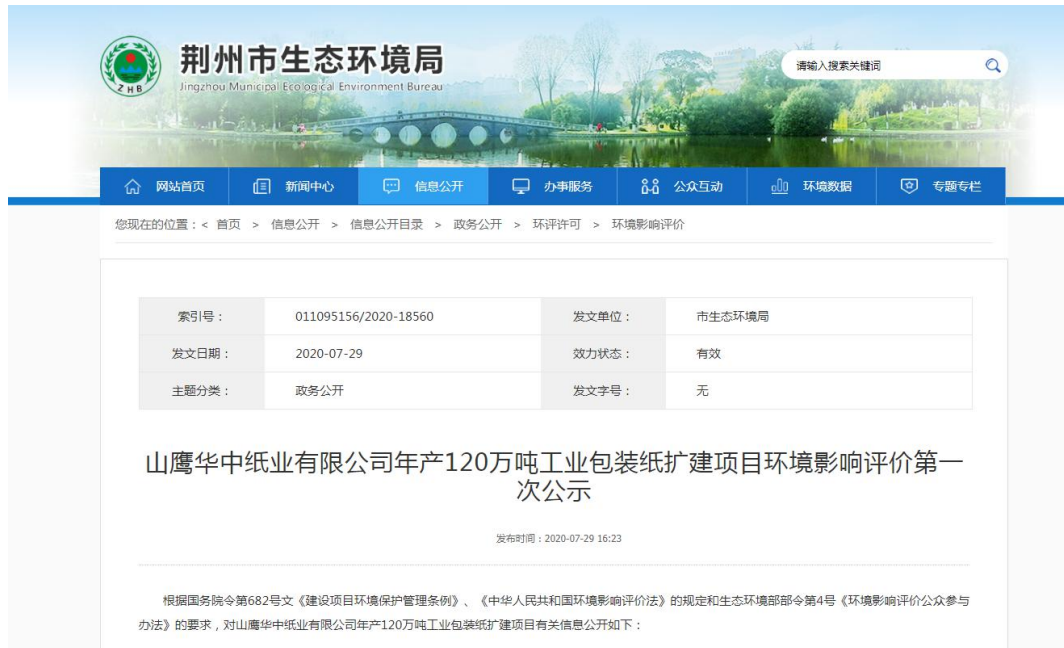 荆州市生态环境局
Jingzhou Municipal Ecological Environment Bureau
ZHB
请输入搜索关键词
网站首页 新闻中心 信息公开 办事服务 公众互动 环境数据 专题专栏
您现在的位置：< 首页 > 信息公开 > 信息公开目录 > 政务公开 > 环评许可 > 环境影响评价
索引号： 011095156/2020-18560 发文单位： 市生态环境局
发文日期： 2020-07-29 效力状态： 有效
主题分类： 政务公开 发文字号： 无
山鹰华中纸业有限公司年产120万吨工业包装纸扩建项目环境影响评价第一
次公示
发布时间：2020-07-29 16:23
根据国务院令第682号文《建设项目环境保护管理条例》、《中华人民共和国环境影响评价法》的规定和生态环境部部令第4号《环境影响评价公众参与
办法》的要求，对山鹰华中纸业有限公司年产120万吨工业包装纸扩建项目有关信息公开如下：